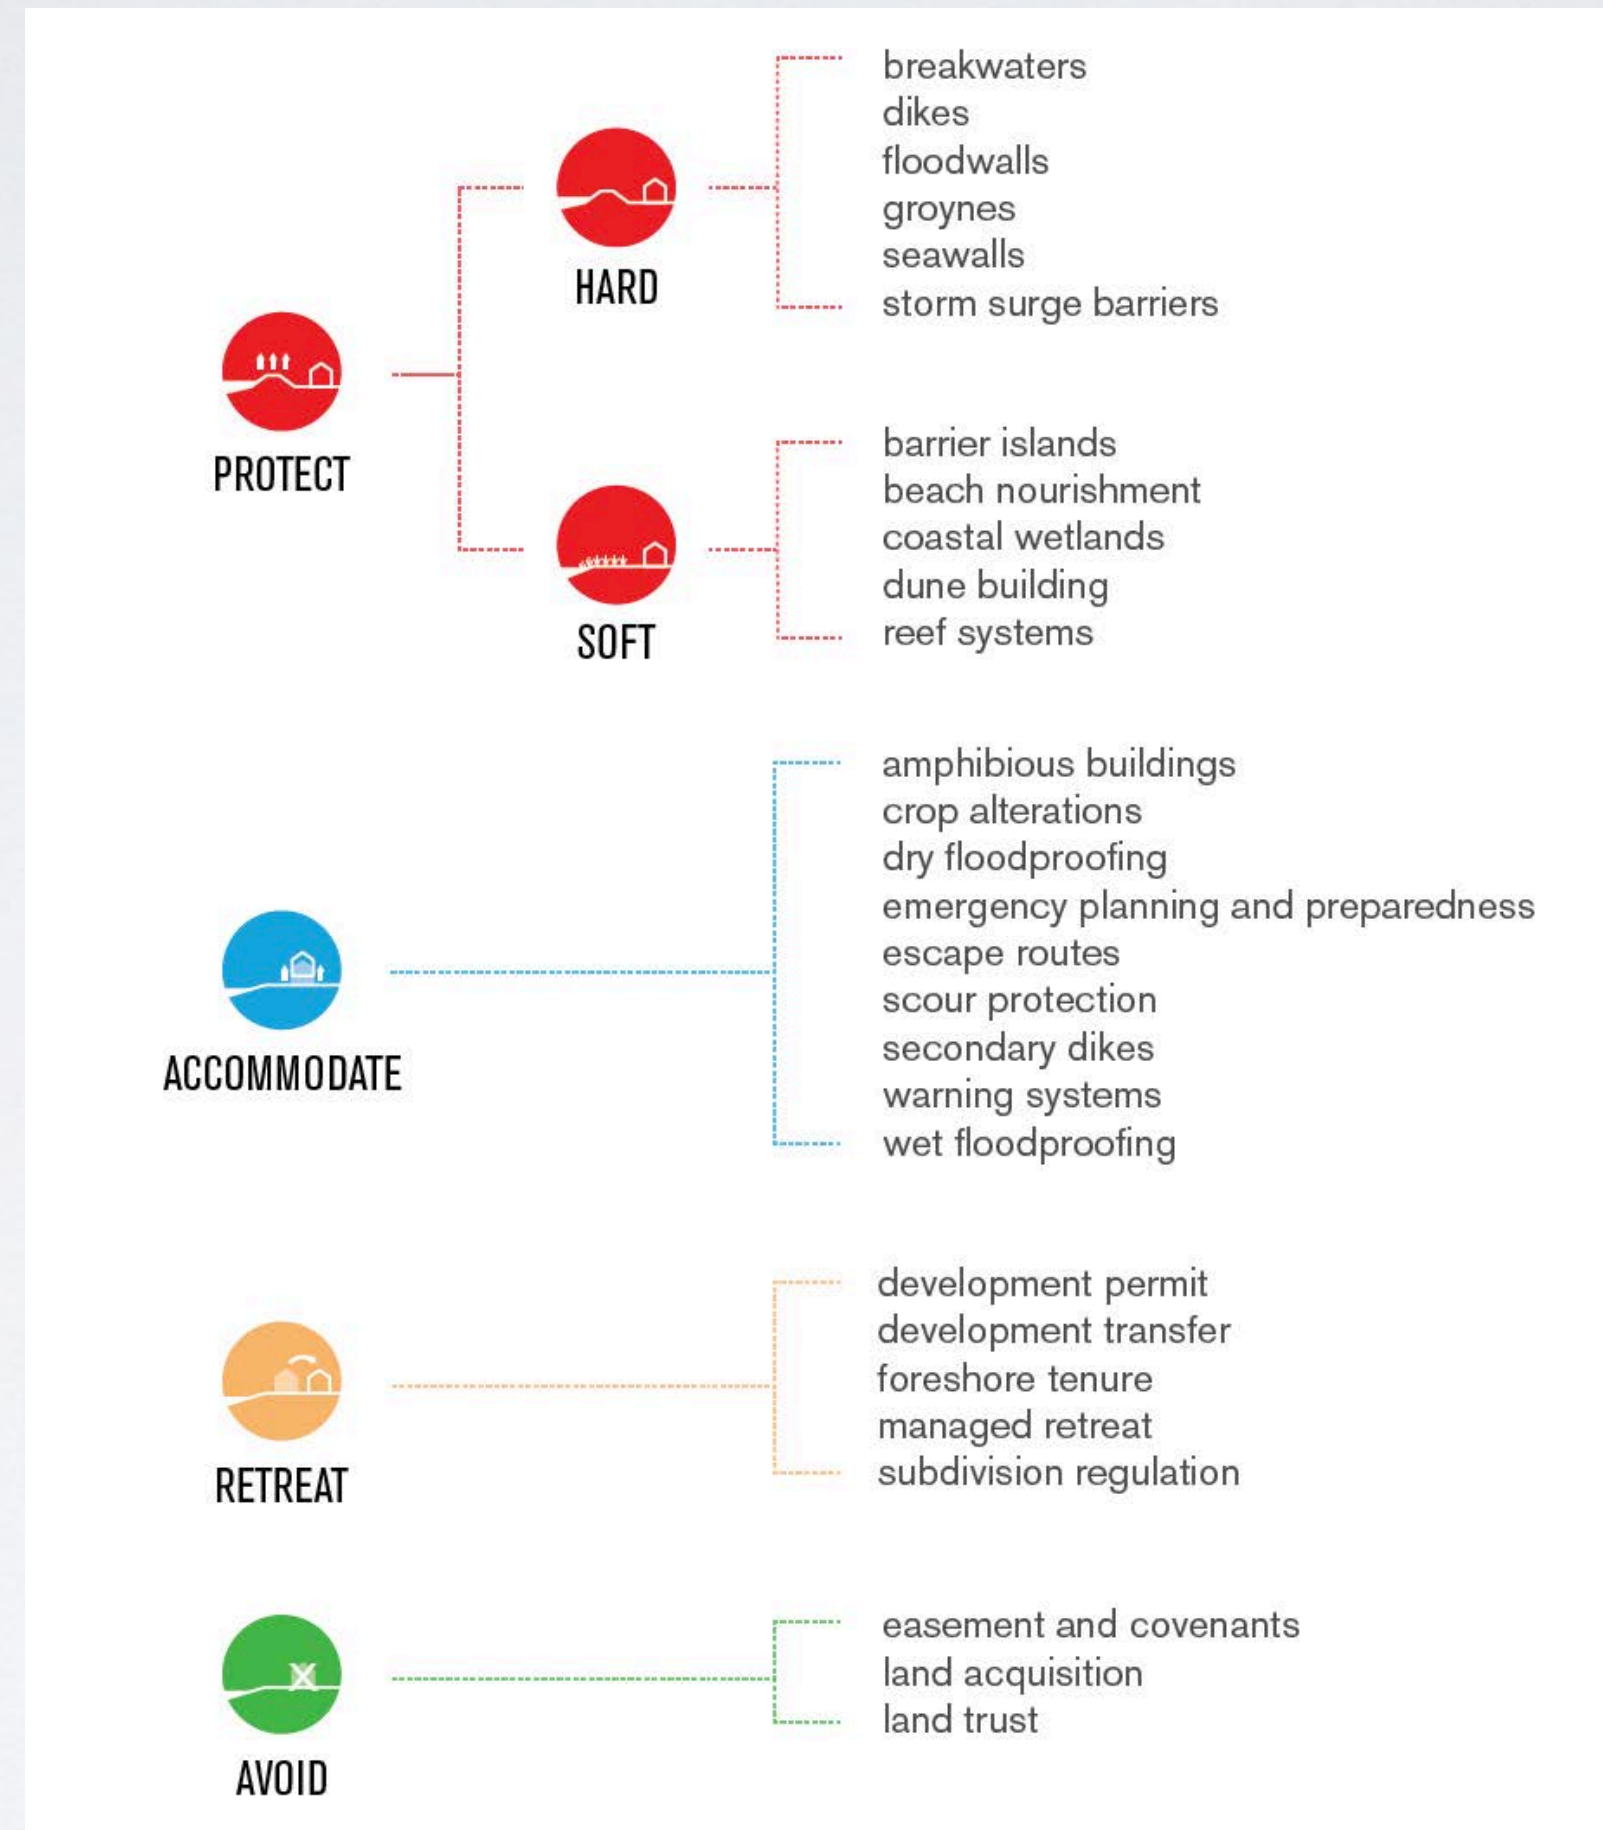 PROTECT
HARD
breakwaters
dikes
floodwalls
groynes
seawalls
storm surge barriers
SOFT
barrier islands
beach nourishment
coastal wetlands
dune building
reef systems
ACCOMMODATE
amphibious buildings
crop alterations
dry floodproofing
emergency planning and preparedness
escape routes
scour protection
secondary dikes
warning systems
wet floodproofing
RETREAT
development permit
development transfer
foreshore tenure
managed retreat
subdivision regulation
AVOID
easement and covenants
land acquisition
land trust